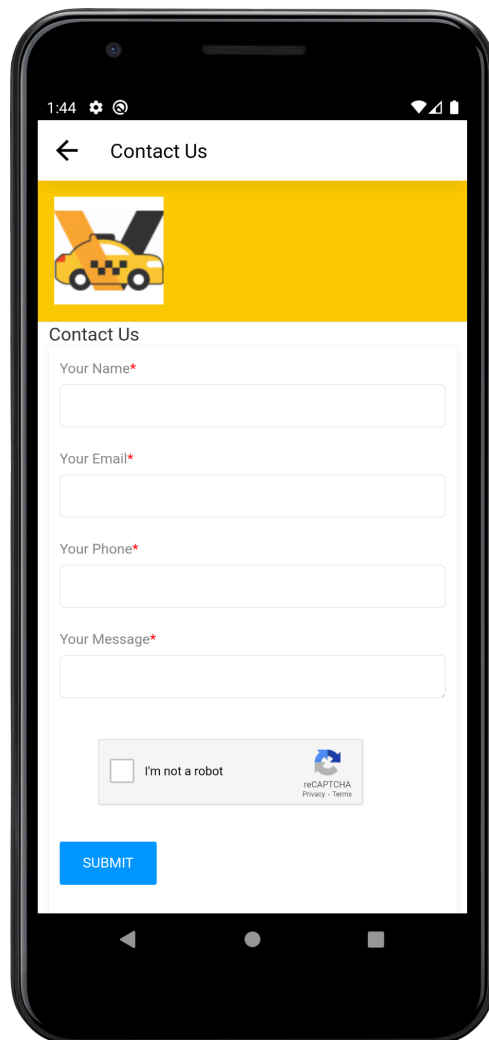 1:44
Contact Us
Contact Us
Your Name*
Your Email*
Your Phone*
Your Message*
I'm not a robot
reCAPTCHA
Privacy - Terms
SUBMIT